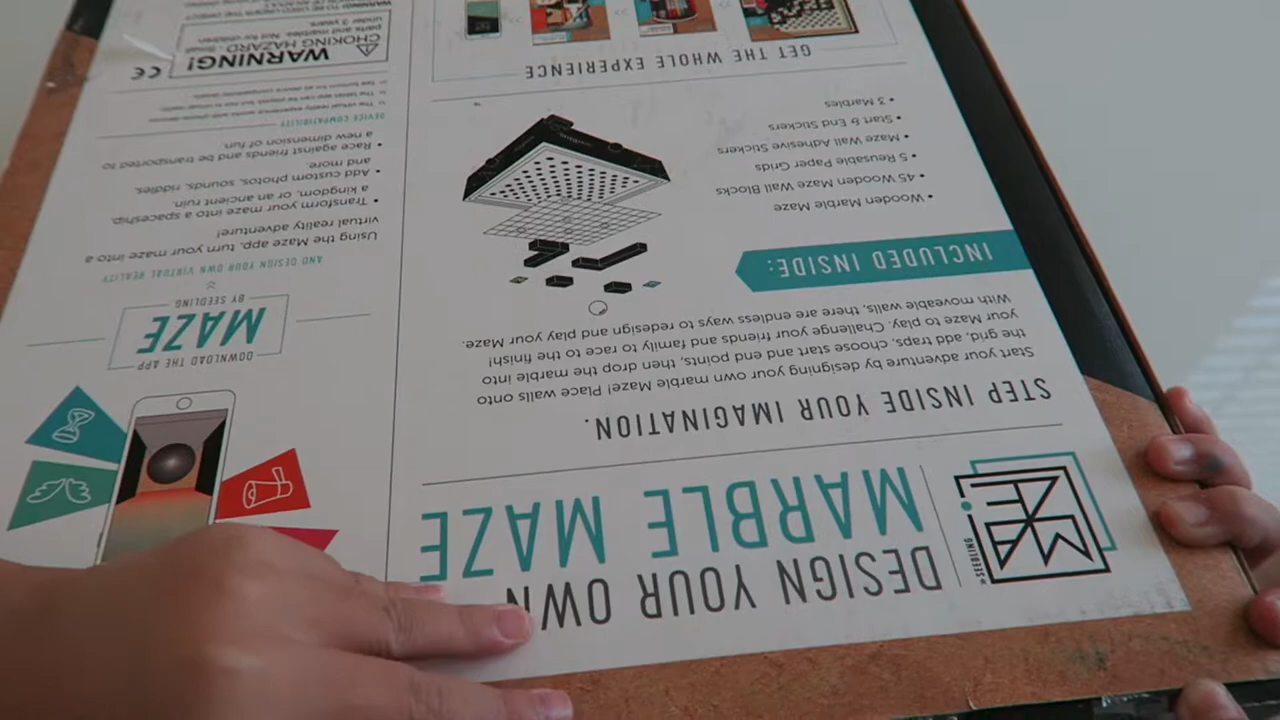 SEEDLING
MAZE
DESIGN YOUR OWN
MARBLE MAZE
STEP INSIDE YOUR IMAGINATION.
Start your adventure by designing your own marble Maze! Place walls onto
the grid, add traps, choose start and end points, then drop the marble into
your Maze to play. Challenge your friends and family to race to the finish!
With moveable walls, there are endless ways to redesign and play your Maze.
INCLUDED INSIDE:
• Wooden Marble Maze
• 45 Wooden Maze Wall Blocks
• 5 Reusable Paper Grids
• Maze Wall Adhesive Stickers
• Start & End Stickers
• 3 Marbles
GET THE WHOLE EXPERIENCE
DOWNLOAD THE APP
MAZE
BY SEEDLING
AND DESIGN YOUR OWN VIRTUAL REALITY
Using the Maze app, turn your maze into a
virtual reality adventure!
• Transform your maze into a spaceship,
a kingdom, or an ancient ruin.
• Add custom photos, sounds, riddles,
and more.
• Race against friends and be transported to
a new dimension of fun.
DEVICE COMPATIBILITY
WARNING!
CHOKING HAZARD - Small
parts and marbles. Not for children
under 3 years.
CE